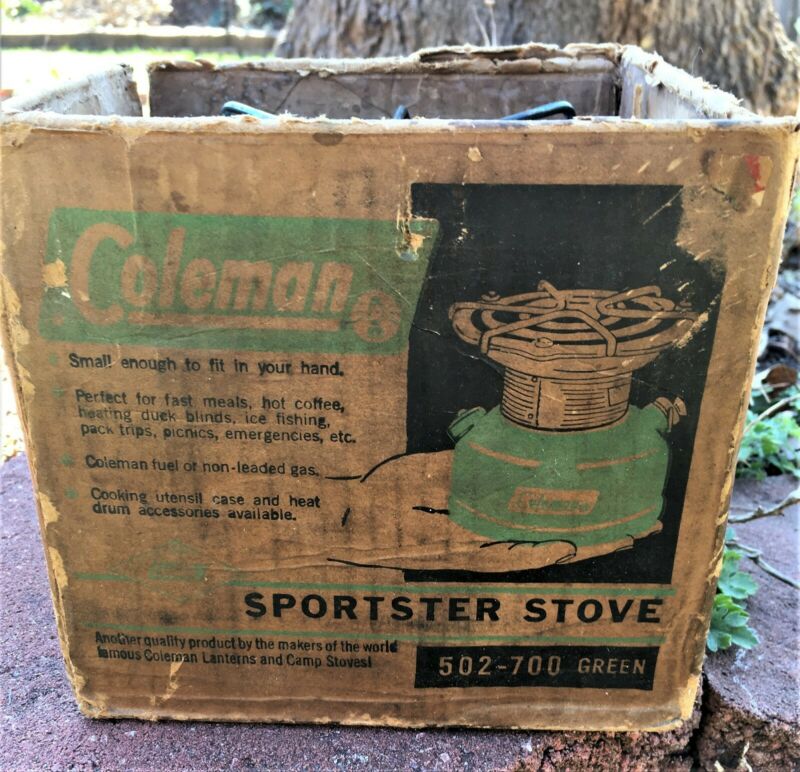 Coleman
Small enough to fit in your hand.
Perfect for fast meals, hot coffee,
heating duck blinds, ice fishing,
pack trips, picnics, emergencies, etc.
Coleman fuel or non-leaded gas.
Cooking utensil case and heat
drum accessories available.
Coleman
SPORTSTER STOVE
Another quality product by the makers of the world
famous Coleman Lanterns and Camp Stoves!
502-700 GREEN